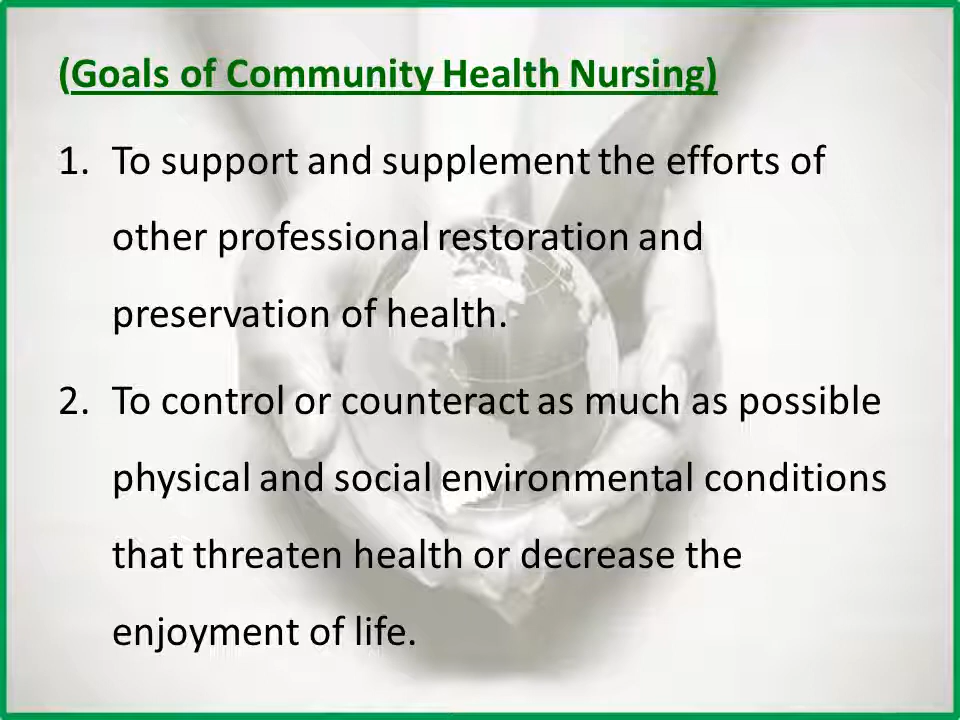 (Goals of Community Health Nursing)
1. To support and supplement the efforts of
other professional restoration and
preservation of health.
2. To control or counteract as much as possible
physical and social environmental conditions
that threaten health or decrease the
enjoyment of life.